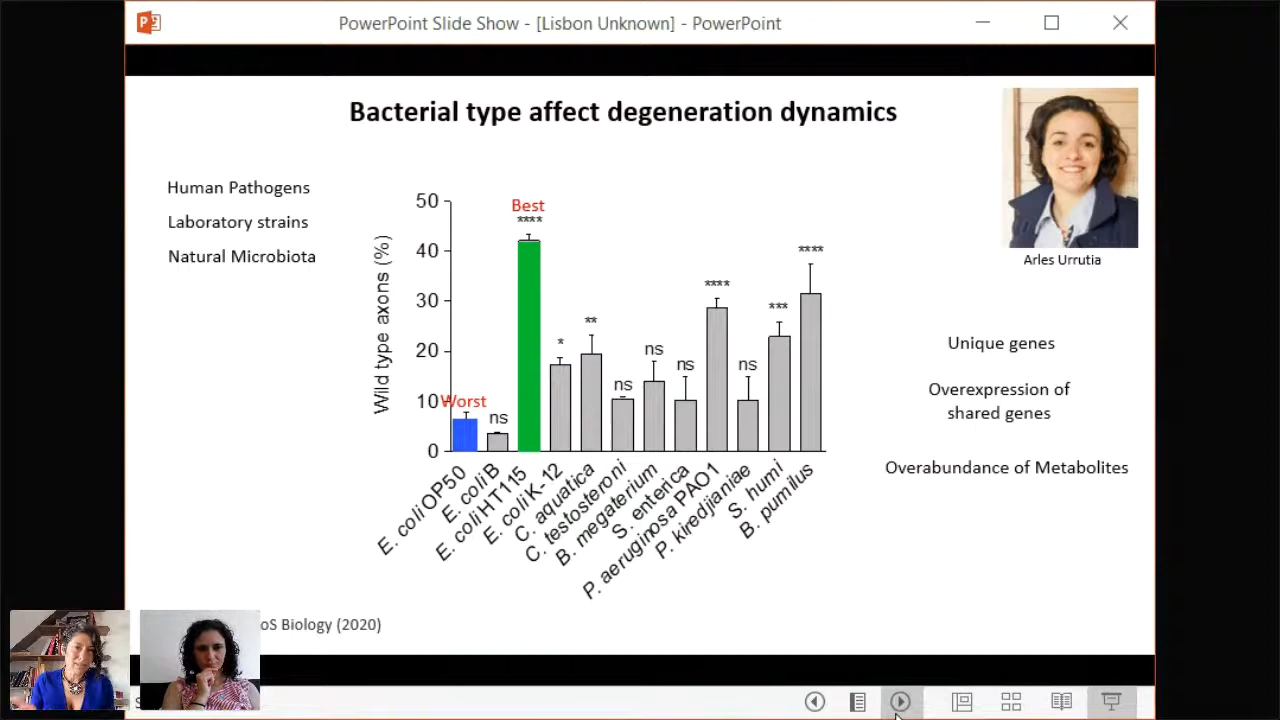 PowerPoint Slide Show - [Lisbon Unknown] - PowerPoint
Bacterial type affect degeneration dynamics
Human Pathogens
Laboratory strains
Natural Microbiota
Wild type axons (%)
50
40
30
20
10
0
Worst
ns
Best
****
*
**
ns
ns
ns
****
ns
***
****
E. coli OP50
E. coli B
E. coli HT115
E. coli K-12
C. aquatica
C. testosteroni
B. megaterium
S. enterica
P. aeruginosa PAO1
P. kiredjianiae
S. humi
B. pumilus
Arles Urrutia
Unique genes
Overexpression of
shared genes
Overabundance of Metabolites
oS Biology (2020)